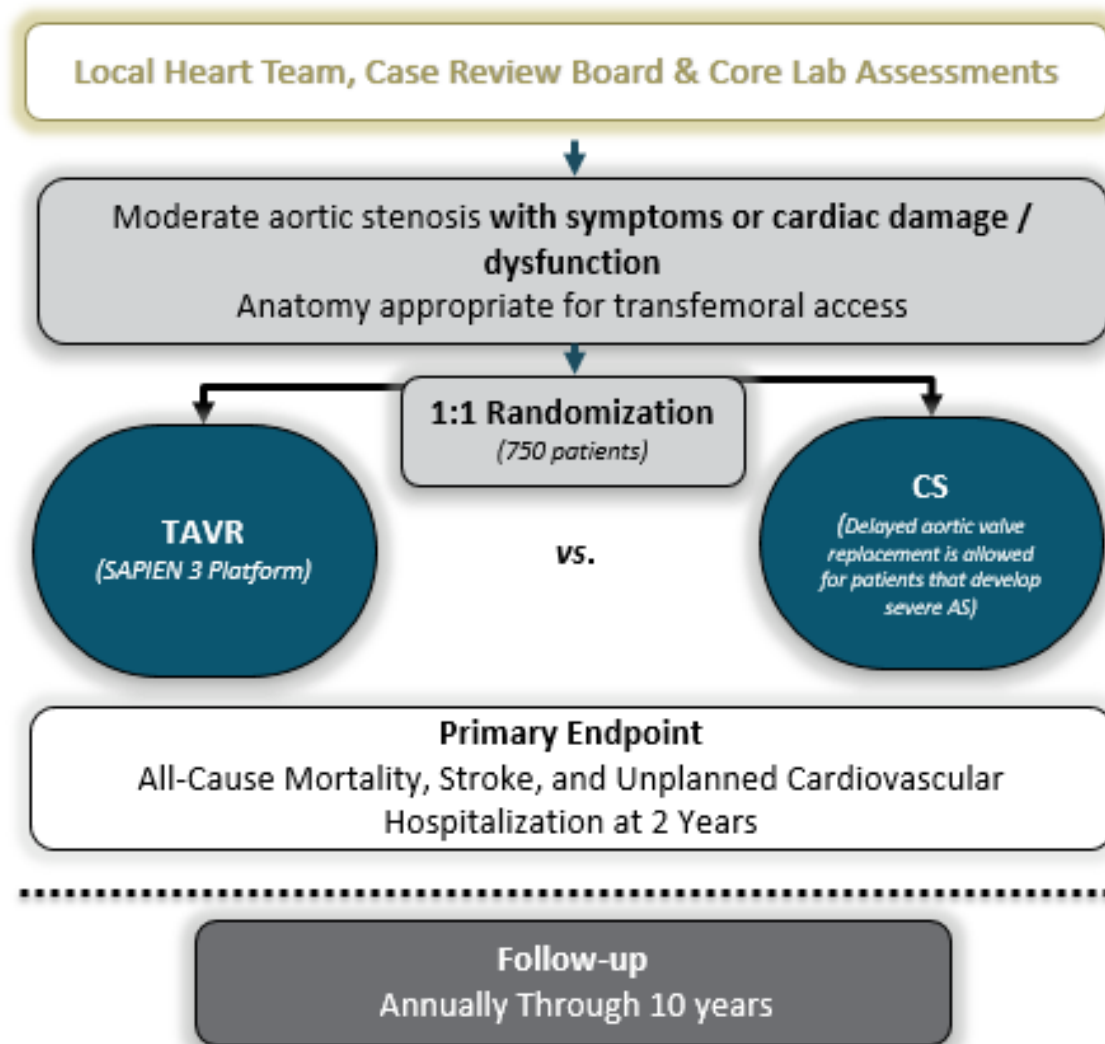 Local Heart Team, Case Review Board & Core Lab Assessments
Moderate aortic stenosis with symptoms or cardiac damage /
dysfunction
Anatomy appropriate for transfemoral access
1:1 Randomization
(750 patients)
TAVR
(SAPIEN 3 Platform)
vs.
CS
(Delayed aortic valve
replacement is allowed
for patients that develop
severe AS)
Primary Endpoint
All-Cause Mortality, Stroke, and Unplanned Cardiovascular
Hospitalization at 2 Years
Follow-up
Annually Through 10 years